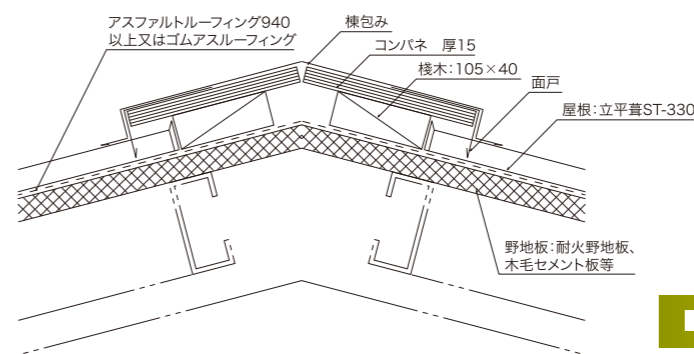 アスファルトルーフィング940
以上又はゴムアスルーフィング
棟包み
コンパネ　厚15
棧木：105×40
面戸
屋根：立平葺ST-330
野地板：耐火野地板、
木毛セメント板等